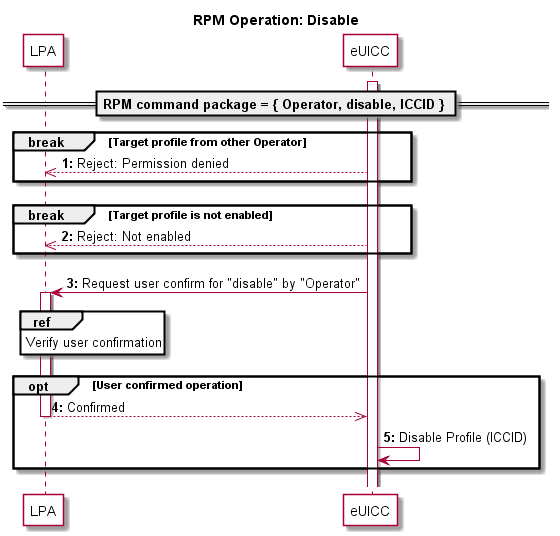 RPM Operation: Disable
LPA
eUICC
RPM command package = { Operator, disable, ICCID }
break [Target profile from other Operator]
1: Reject: Permission denied
break [Target profile is not enabled]
2: Reject: Not enabled
3: Request user confirm for "disable" by "Operator"
ref
Verify user confirmation
opt [User confirmed operation]
4: Confirmed
5: Disable Profile (ICCID)
LPA
eUICC